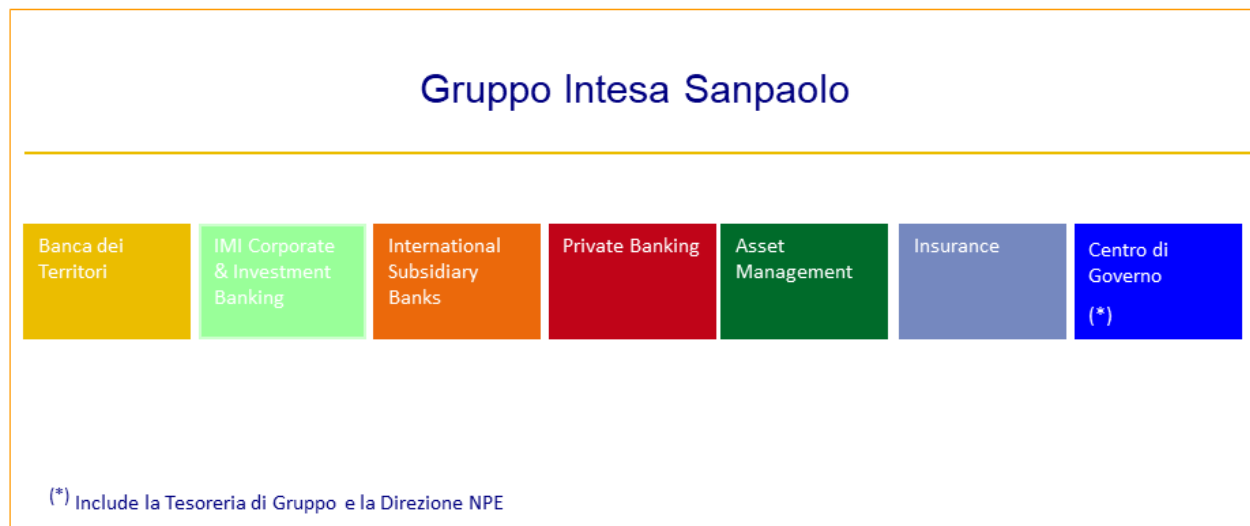 Gruppo Intesa Sanpaolo
Banca dei
Territori
IMI Corporate
& Investment
Banking
International
Subsidiary
Banks
Private Banking
Asset
Management
Insurance
Centro di
Governo
(*)
(*) Include la Tesoreria di Gruppo e la Direzione NPE